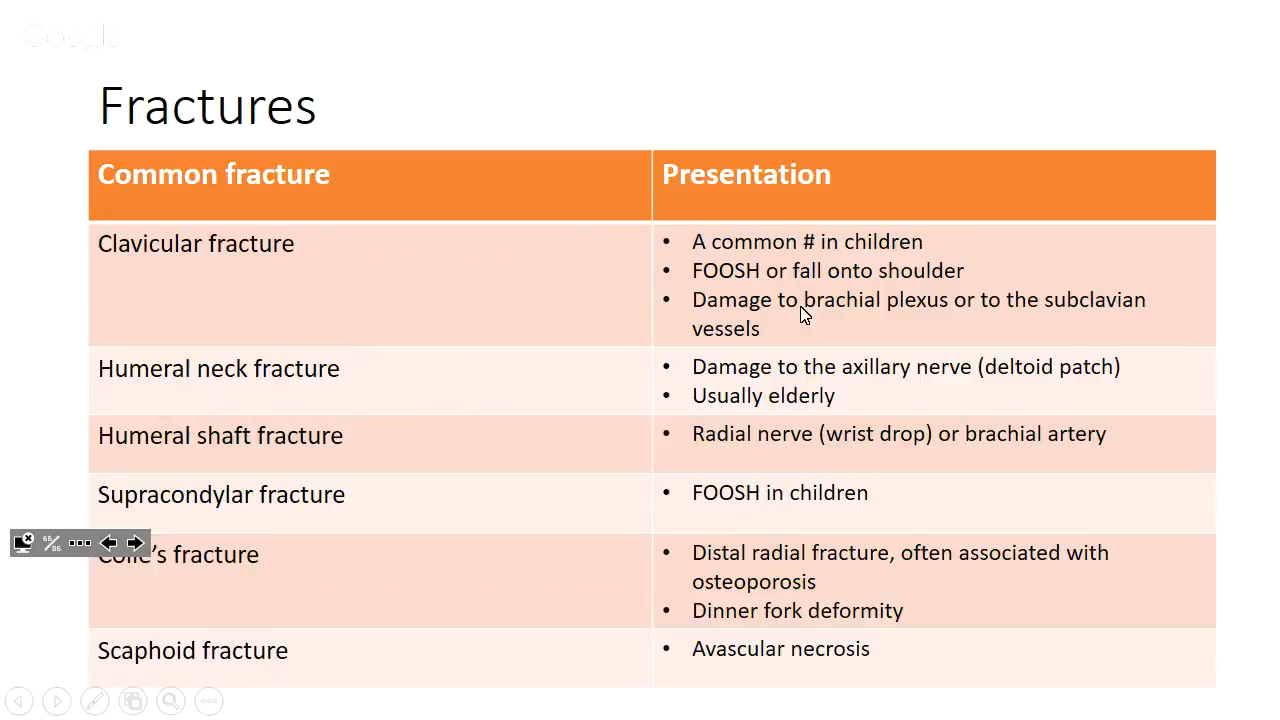 Fractures
Common fracture
Presentation
Clavicular fracture
• A common # in children
• FOOSH or fall onto shoulder
• Damage to brachial plexus or to the subclavian
vessels
Humeral neck fracture
• Damage to the axillary nerve (deltoid patch)
• Usually elderly
Humeral shaft fracture
• Radial nerve (wrist drop) or brachial artery
Supracondylar fracture
• FOOSH in children
66/86
fracture
• Distal radial fracture, often associated with
osteoporosis
• Dinner fork deformity
Scaphoid fracture
• Avascular necrosis